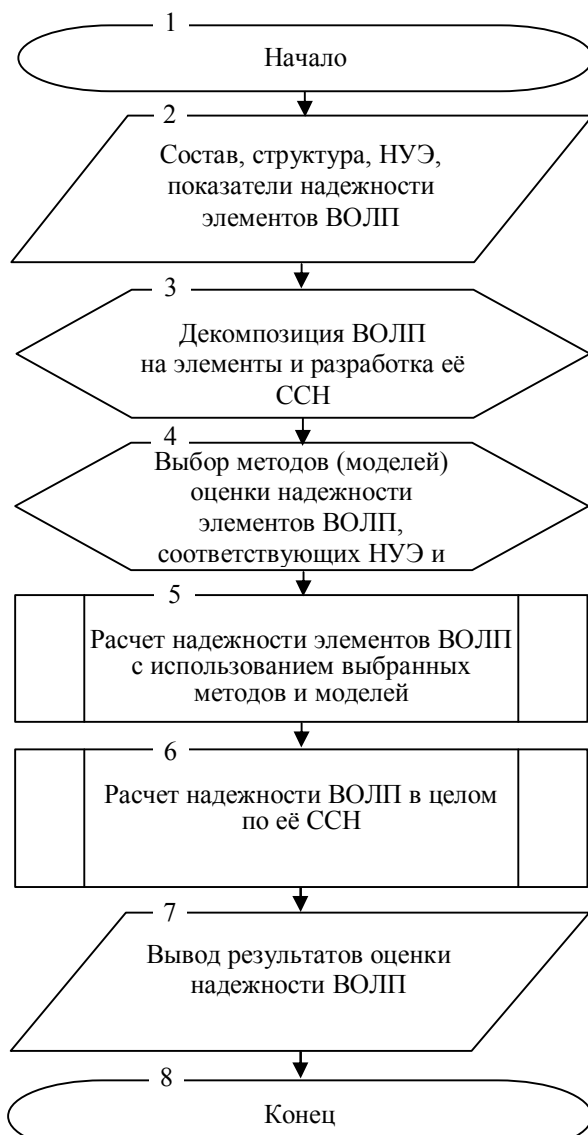 1
Начало
2
Состав, структура, НУЭ,
показатели надежности
элементов ВОЛП
3
Декомпозиция ВОЛП
на элементы и разработка её
ССН
4
Выбор методов (моделей)
оценки надежности
элементов ВОЛП,
соответствующих НУЭ и
5
Расчет надежности элементов ВОЛП
с использованием выбранных
методов и моделей
6
Расчет надежности ВОЛП в целом
по её ССН
7
Вывод результатов оценки
надежности ВОЛП
8
Конец